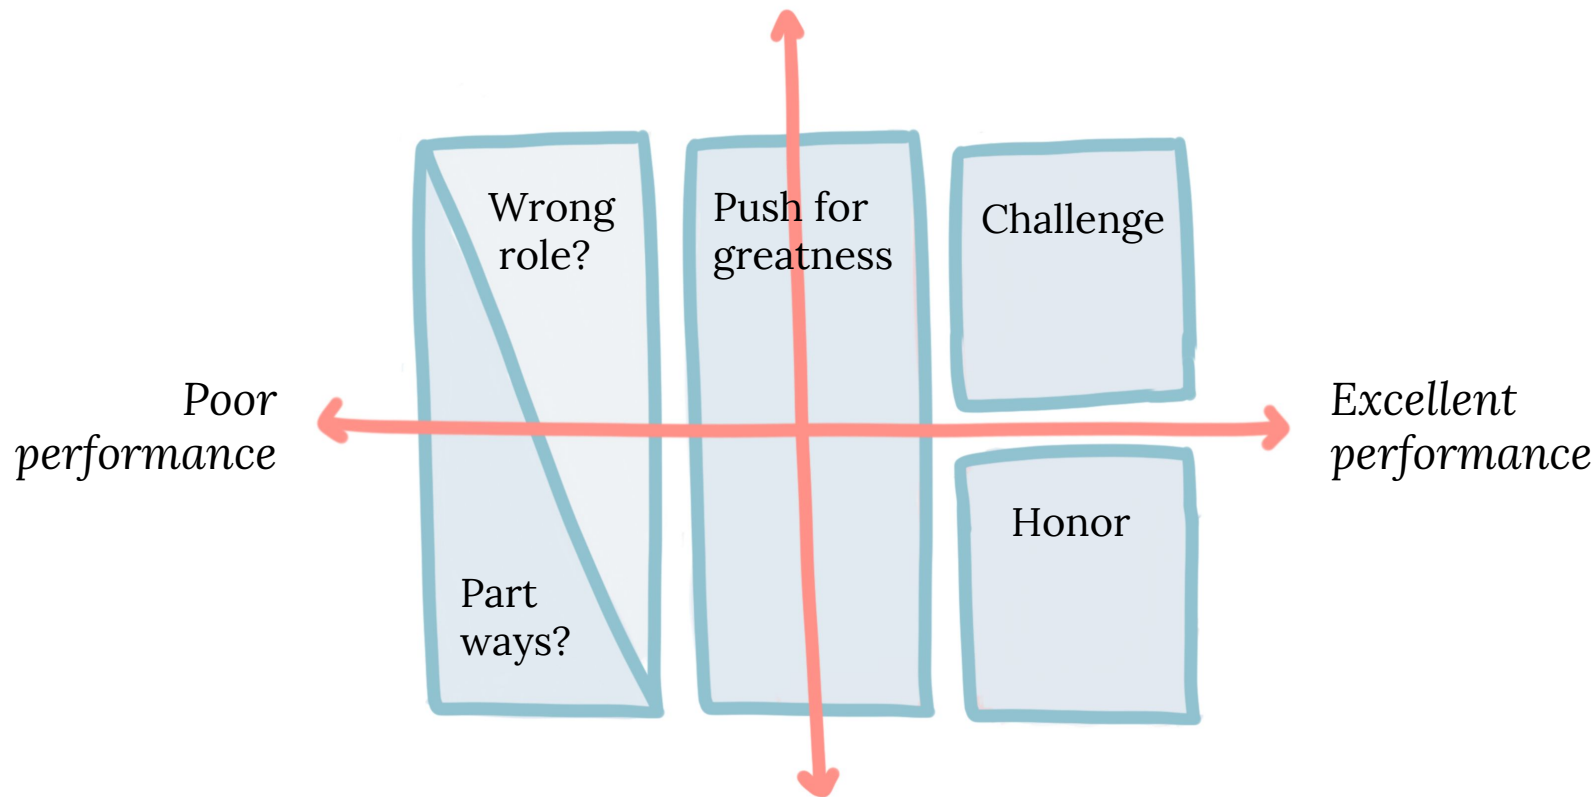 Wrong
role?
Push for
greatness
Challenge
Poor
performance
Excellent
performance
Honor
Part
ways?